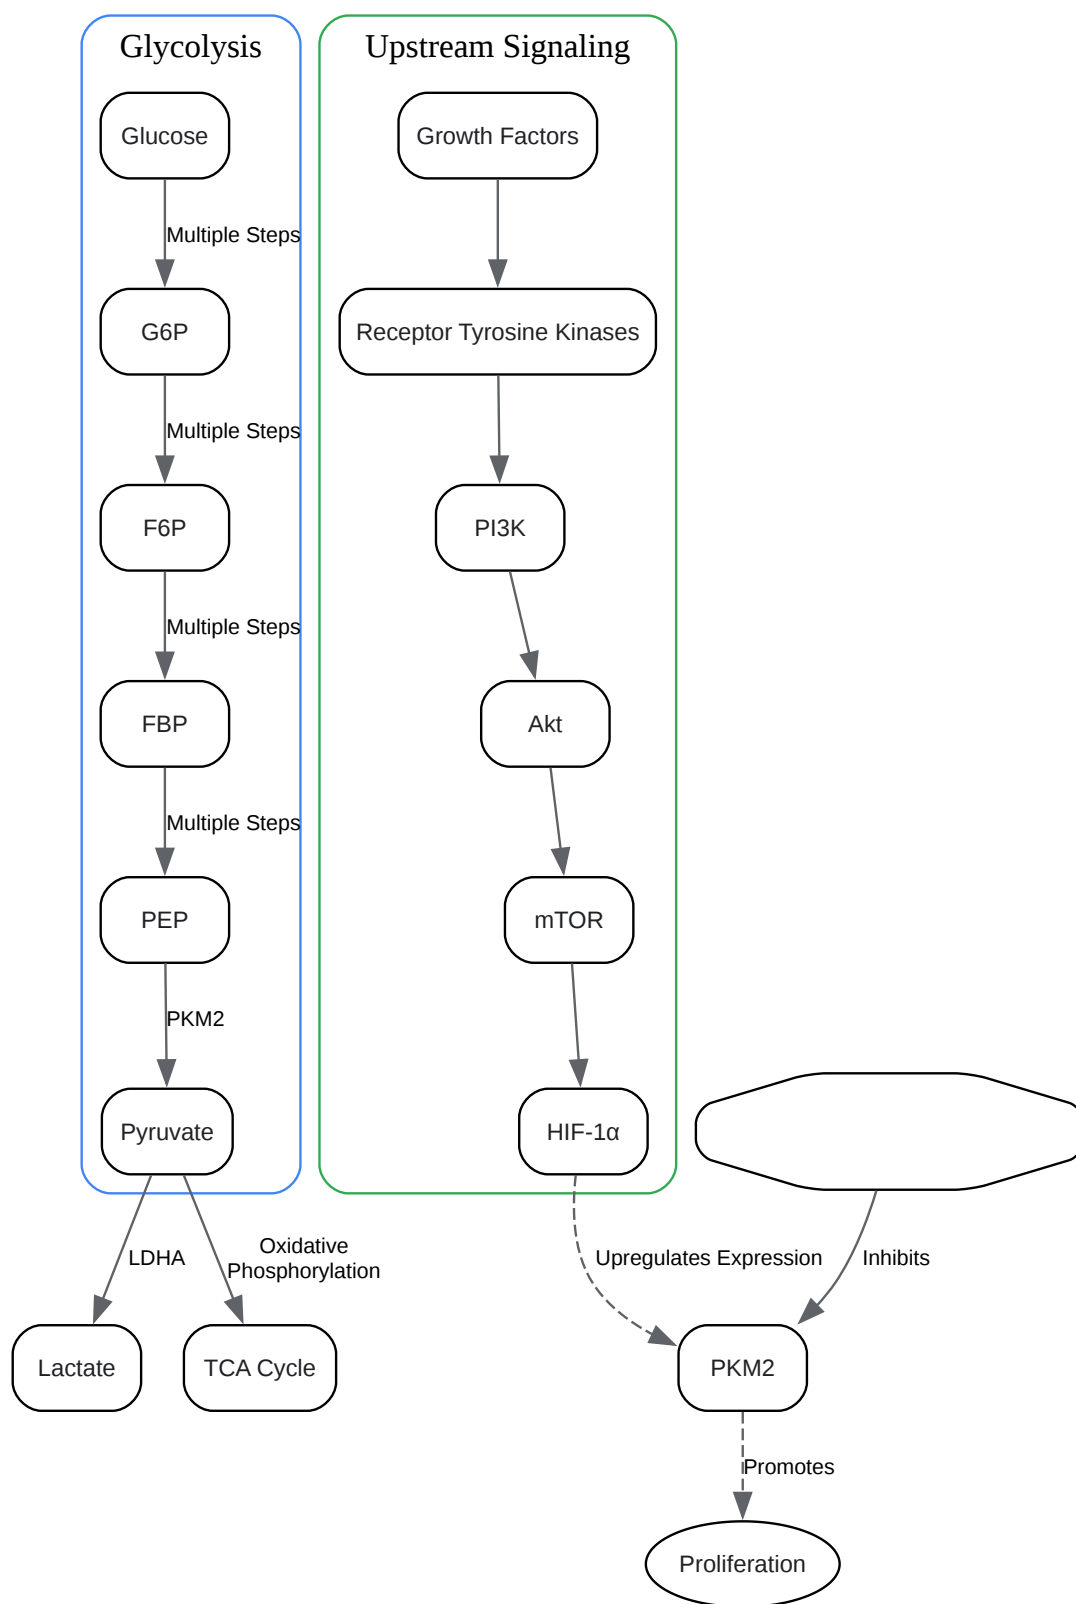 Glycolysis
Upstream Signaling
Glucose
Growth Factors
Multiple Steps
G6P
Receptor Tyrosine Kinases
Multiple Steps
F6P
PI3K
Multiple Steps
FBP
Akt
Multiple Steps
PEP
mTOR
PKM2
Pyruvate
HIF-1α
LDHA
Oxidative
Phosphorylation
Upregulates Expression
Inhibits
Lactate
TCA Cycle
PKM2
Promotes
Proliferation